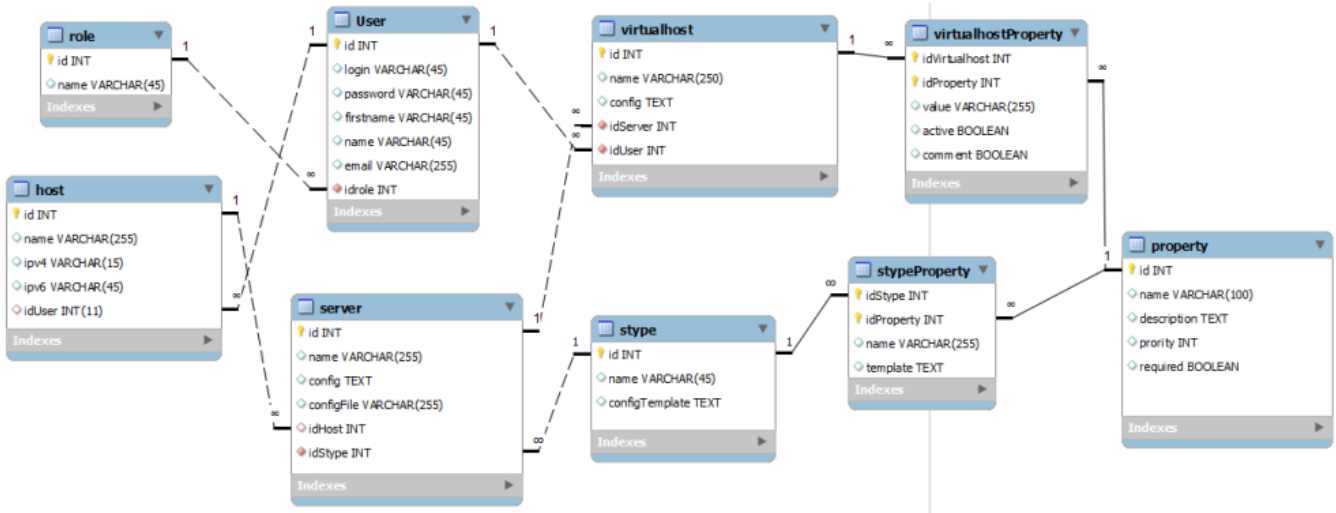 role
id INT
name VARCHAR(45)
Indexes
1
User
id INT
login VARCHAR(45)
password VARCHAR(45)
firstname VARCHAR(45)
name VARCHAR(45)
email VARCHAR(255)
idrole INT
Indexes
1
1
∞
host
id INT
name VARCHAR(255)
ipv4 VARCHAR(15)
ipv6 VARCHAR(45)
idUser INT(11)
Indexes
1
∞
server
id INT
name VARCHAR(255)
config TEXT
configFile VARCHAR(255)
idHost INT
idStype INT
Indexes
1
∞
∞
virtualhost
id INT
name VARCHAR(250)
config TEXT
idServer INT
idUser INT
Indexes
1
∞
∞
stype
id INT
name VARCHAR(45)
configTemplate TEXT
Indexes
1
1
virtualhostProperty
idVirtualhost INT
idProperty INT
value VARCHAR(255)
active BOOLEAN
comment BOOLEAN
Indexes
∞
∞
stypeProperty
idStype INT
idProperty INT
name VARCHAR(255)
template TEXT
Indexes
∞
∞
property
id INT
name VARCHAR(100)
description TEXT
prority INT
required BOOLEAN
Indexes
1